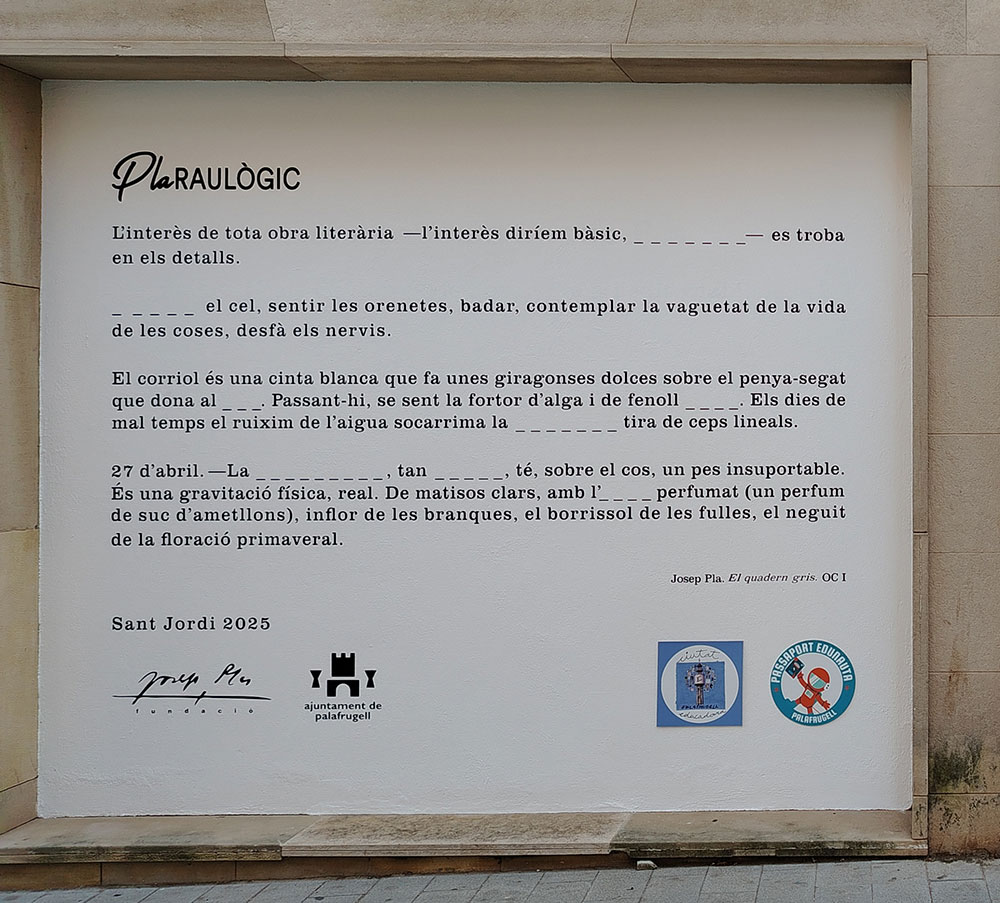 PlaRAULÒGIC
L'interès de tota obra literària —l'interès diríem bàsic, _ _ _ _ _ _ _— es troba
en els detalls.
_ _ _ _ _ el cel, sentir les orenetes, badar, contemplar la vaguetat de la vida
de les coses, desfà els nervis.
El corriol és una cinta blanca que fa unes giragonses dolces sobre el penya-segat
que dona al _ _ _. Passant-hi, se sent la fortor d'alga i de fenoll _ _ _ _. Els dies de
mal temps el ruixim de l'aigua socarrima la _ _ _ _ _ _ _ tira de ceps lineals.
27 d'abril. —La _ _ _ _ _ _ _ _ _ _, tan _ _ _ _ _, té, sobre el cos, un pes insuportable.
És una gravitació física, real. De matisos clars, amb l'_ _ _ _ perfumat (un perfum
de suc d'ametllons), inflor de les branques, el borrissol de les fulles, el neguit
de la floració primaveral.
Josep Pla. El quadern gris. OC I
Sant Jordi 2025
Josep Pla
fundació
ajuntament de
palafrugell
ciutat
PALAFRUGELL
educadora
PASSAPORT EDUNAUTA
PALAFRUGELL